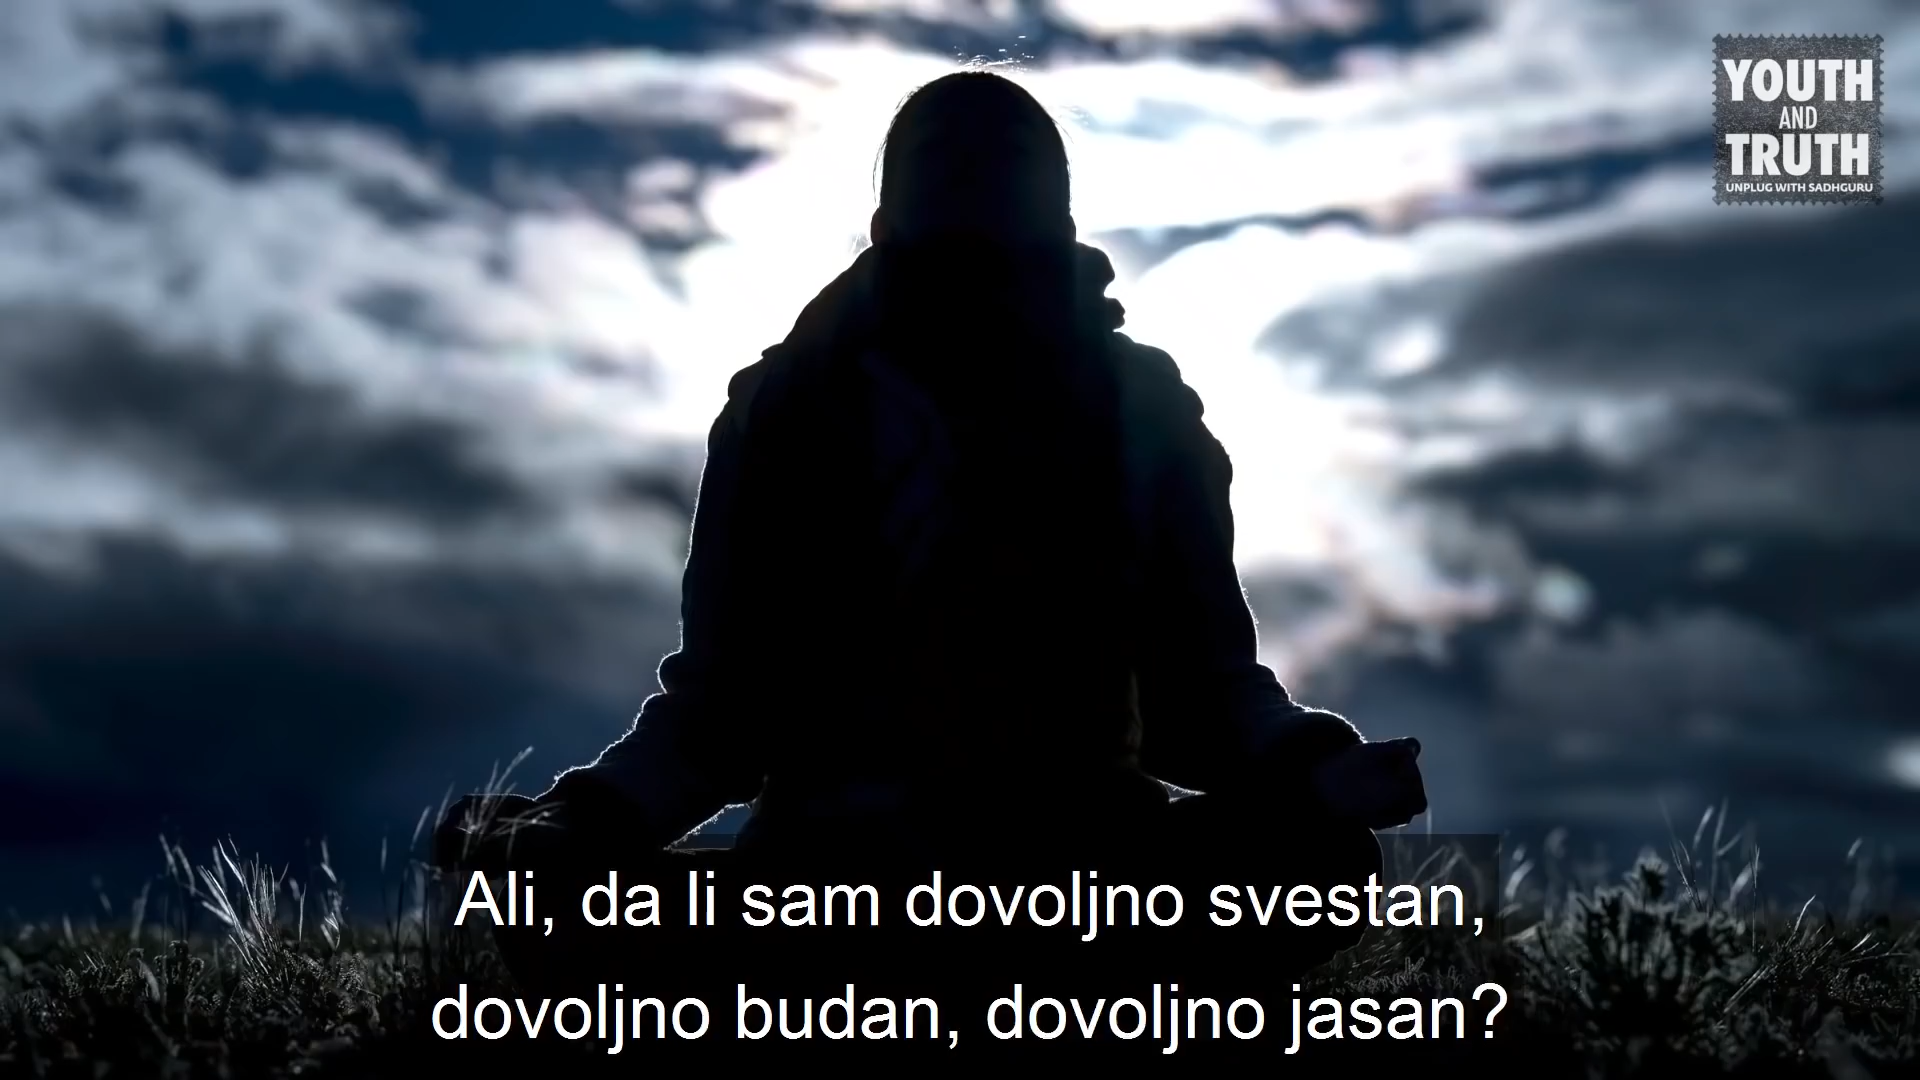 YOUTH
AND
TRUTH
UNPLUG WITH SADHGURU
Ali, da li sam dovoljno svestan,
dovoljno budan, dovoljno jasan?